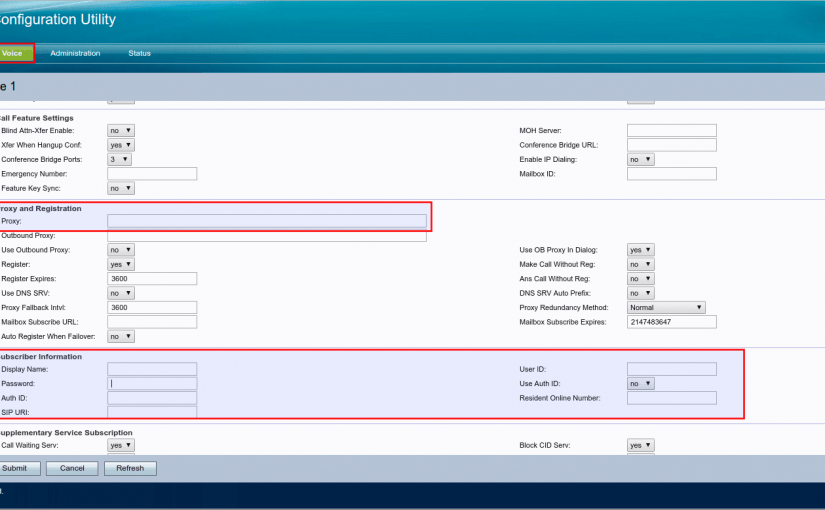 onfiguration Utility
Voice Administration Status
e 1
all Feature Settings
Blind Attn-Xfer Enable: no MOH Server:
Xfer When Hangup Conf: yes Conference Bridge URL:
Conference Bridge Ports: 3 Enable IP Dialing: no
Emergency Number: Mailbox ID:
Feature Key Sync: no
roxy and Registration
Proxy:
Outbound Proxy:
Use Outbound Proxy: no Use OB Proxy In Dialog: yes
Register: yes Make Call Without Reg: no
Register Expires: 3600 Ans Call Without Reg: no
Use DNS SRV: no DNS SRV Auto Prefix: no
Proxy Fallback Intvl: 3600 Proxy Redundancy Method: Normal
Mailbox Subscribe URL: Mailbox Subscribe Expires: 2147483647
Auto Register When Failover: no
ubscriber Information
Display Name: User ID:
Password: Use Auth ID: no
Auth ID: Resident Online Number:
SIP URI:
upplementary Service Subscription
Call Waiting Serv: yes Block CID Serv: yes
Submit Cancel Refresh